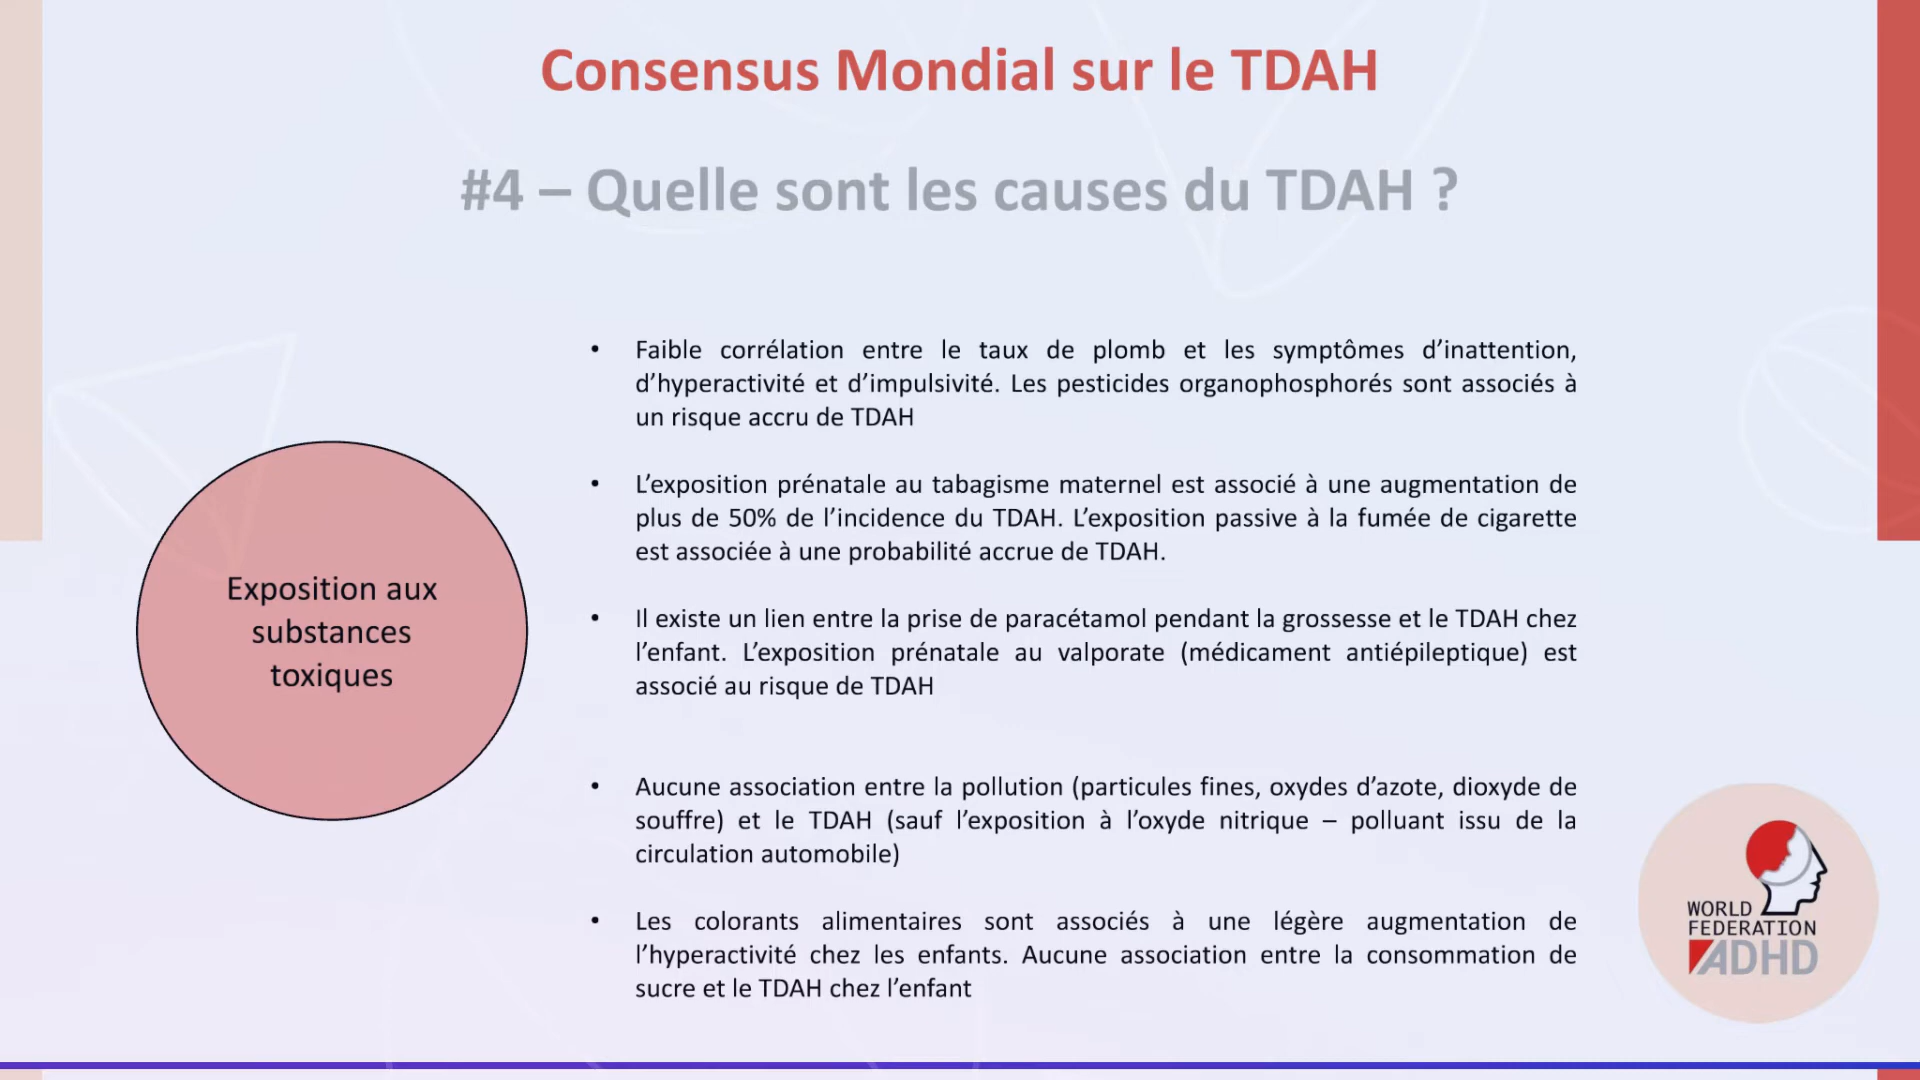 Consensus Mondial sur le TDAH
#4 – Quelle sont les causes du TDAH ?
Exposition aux
substances
toxiques
• Faible corrélation entre le taux de plomb et les symptômes d’inattention,
d’hyperactivité et d’impulsivité. Les pesticides organophosphorés sont associés à
un risque accru de TDAH
• L’exposition prénatale au tabagisme maternel est associé à une augmentation de
plus de 50% de l’incidence du TDAH. L’exposition passive à la fumée de cigarette
est associée à une probabilité accrue de TDAH.
• Il existe un lien entre la prise de paracétamol pendant la grossesse et le TDAH chez
l’enfant. L’exposition prénatale au valporate (médicament antiépileptique) est
associé au risque de TDAH
• Aucune association entre la pollution (particules fines, oxydes d’azote, dioxyde de
souffre) et le TDAH (sauf l’exposition à l’oxyde nitrique – polluant issu de la
circulation automobile)
• Les colorants alimentaires sont associés à une légère augmentation de
l’hyperactivité chez les enfants. Aucune association entre la consommation de
sucre et le TDAH chez l’enfant
WORLD
FEDERATION
ADHD